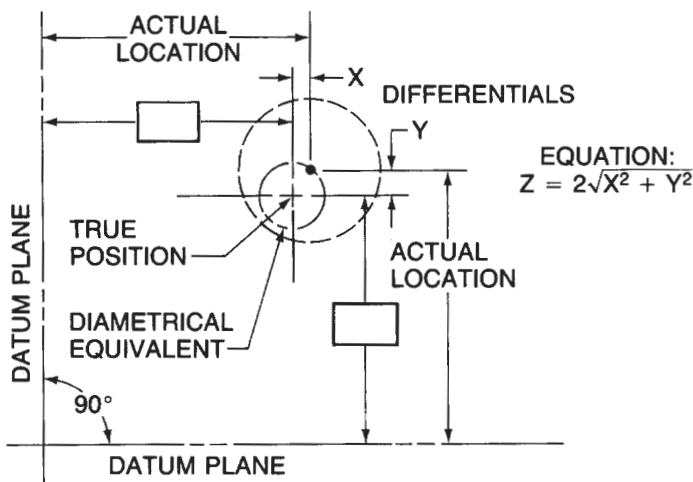 ACTUAL
LOCATION
X
DIFFERENTIALS
Y
EQUATION:
Z = 2√X² + Y²
TRUE
POSITION
ACTUAL
LOCATION
DIAMETRICAL
EQUIVALENT
DATUM PLANE
90°
DATUM PLANE